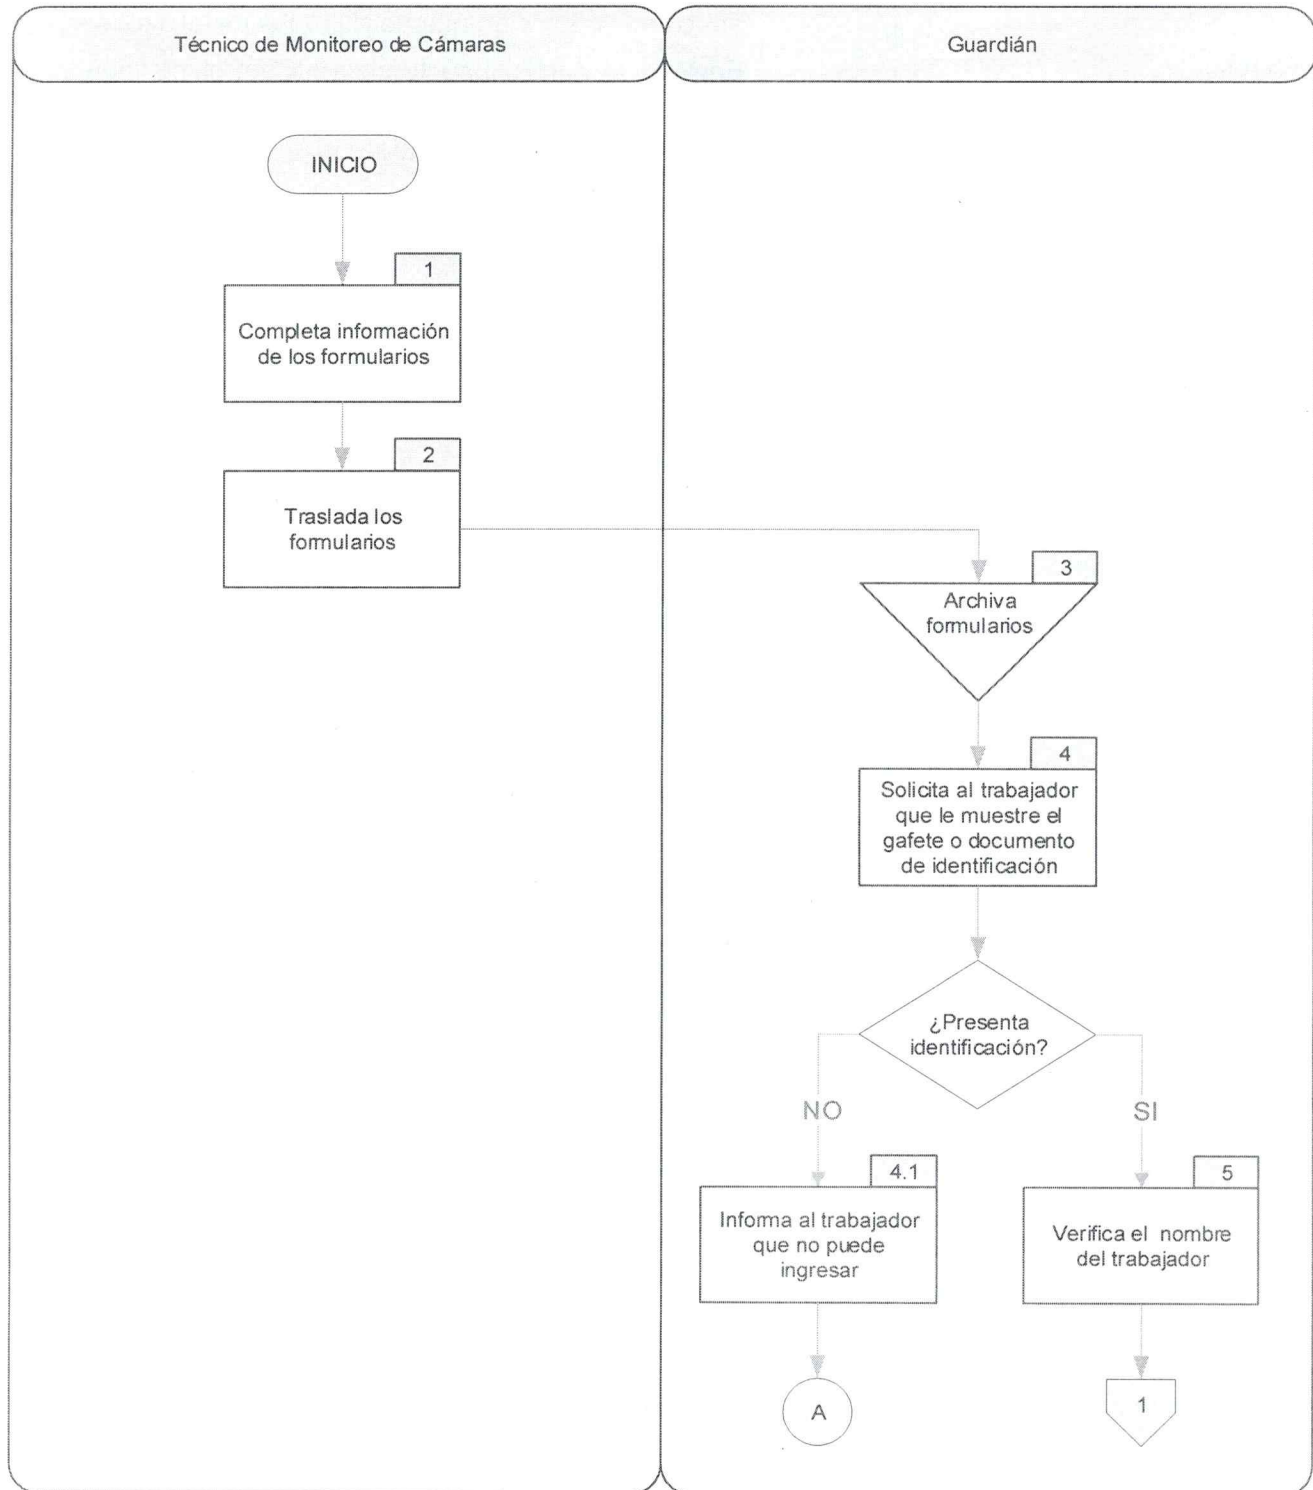 Técnico de Monitoreo de Cámaras
Guardián
INICIO
1
Completa información
de los formularios
2
Traslada los
formularios
3
Archiva
formularios
4
Solicita al trabajador
que le muestre el
gafete o documento
de identificación
¿Presenta
identificación?
NO
SI
4.1
Informa al trabajador
que no puede
ingresar
5
Verifica el nombre
del trabajador
A
1